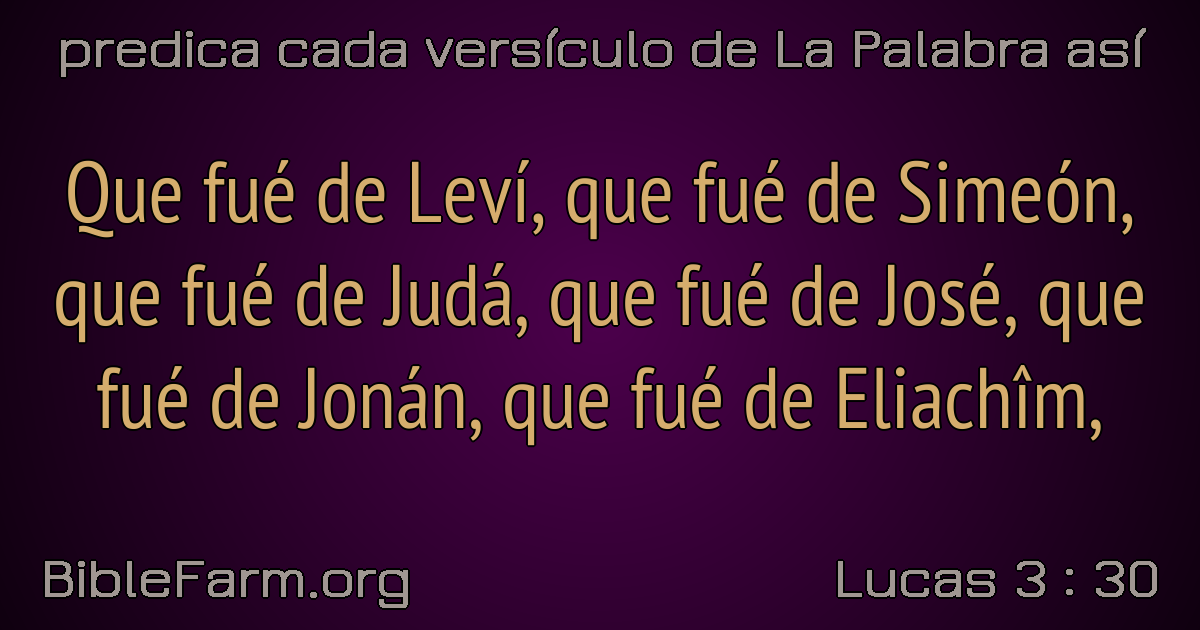 predica cada versículo de La Palabra así
Que fué de Leví, que fué de Simeón,
que fué de Judá, que fué de José, que
fué de Jonán, que fué de Eliachîm,
BibleFarm.org
Lucas 3 : 30